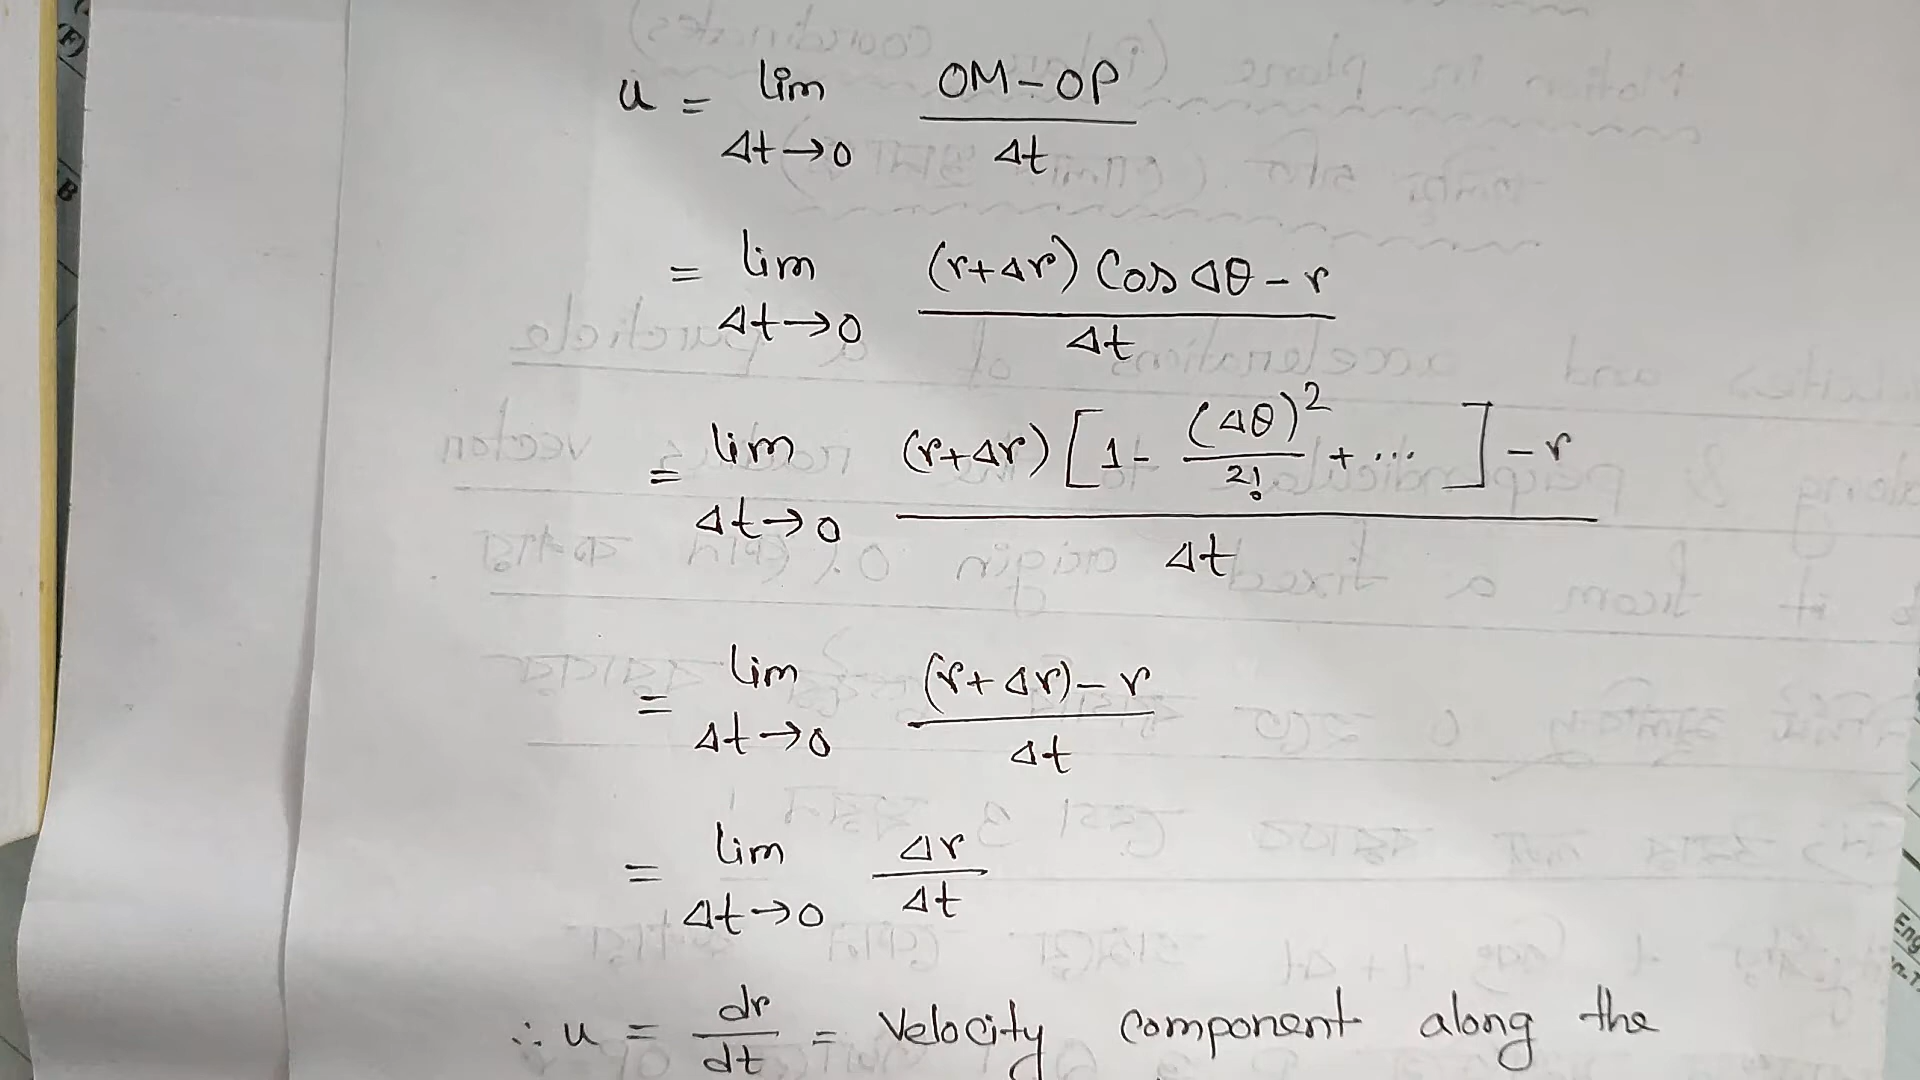 u = lim Δt→0 OM-OP / Δt
= lim Δt→0 (r+Δr) Cos Δθ - r / Δt
= lim Δt→0 (r+Δr) [1 - (Δθ)² / 2! + ...] - r / Δt
= lim Δt→0 (r+Δr) - r / Δt
= lim Δt→0 Δr / Δt
∴ u = dr / dt = Velocity component along the